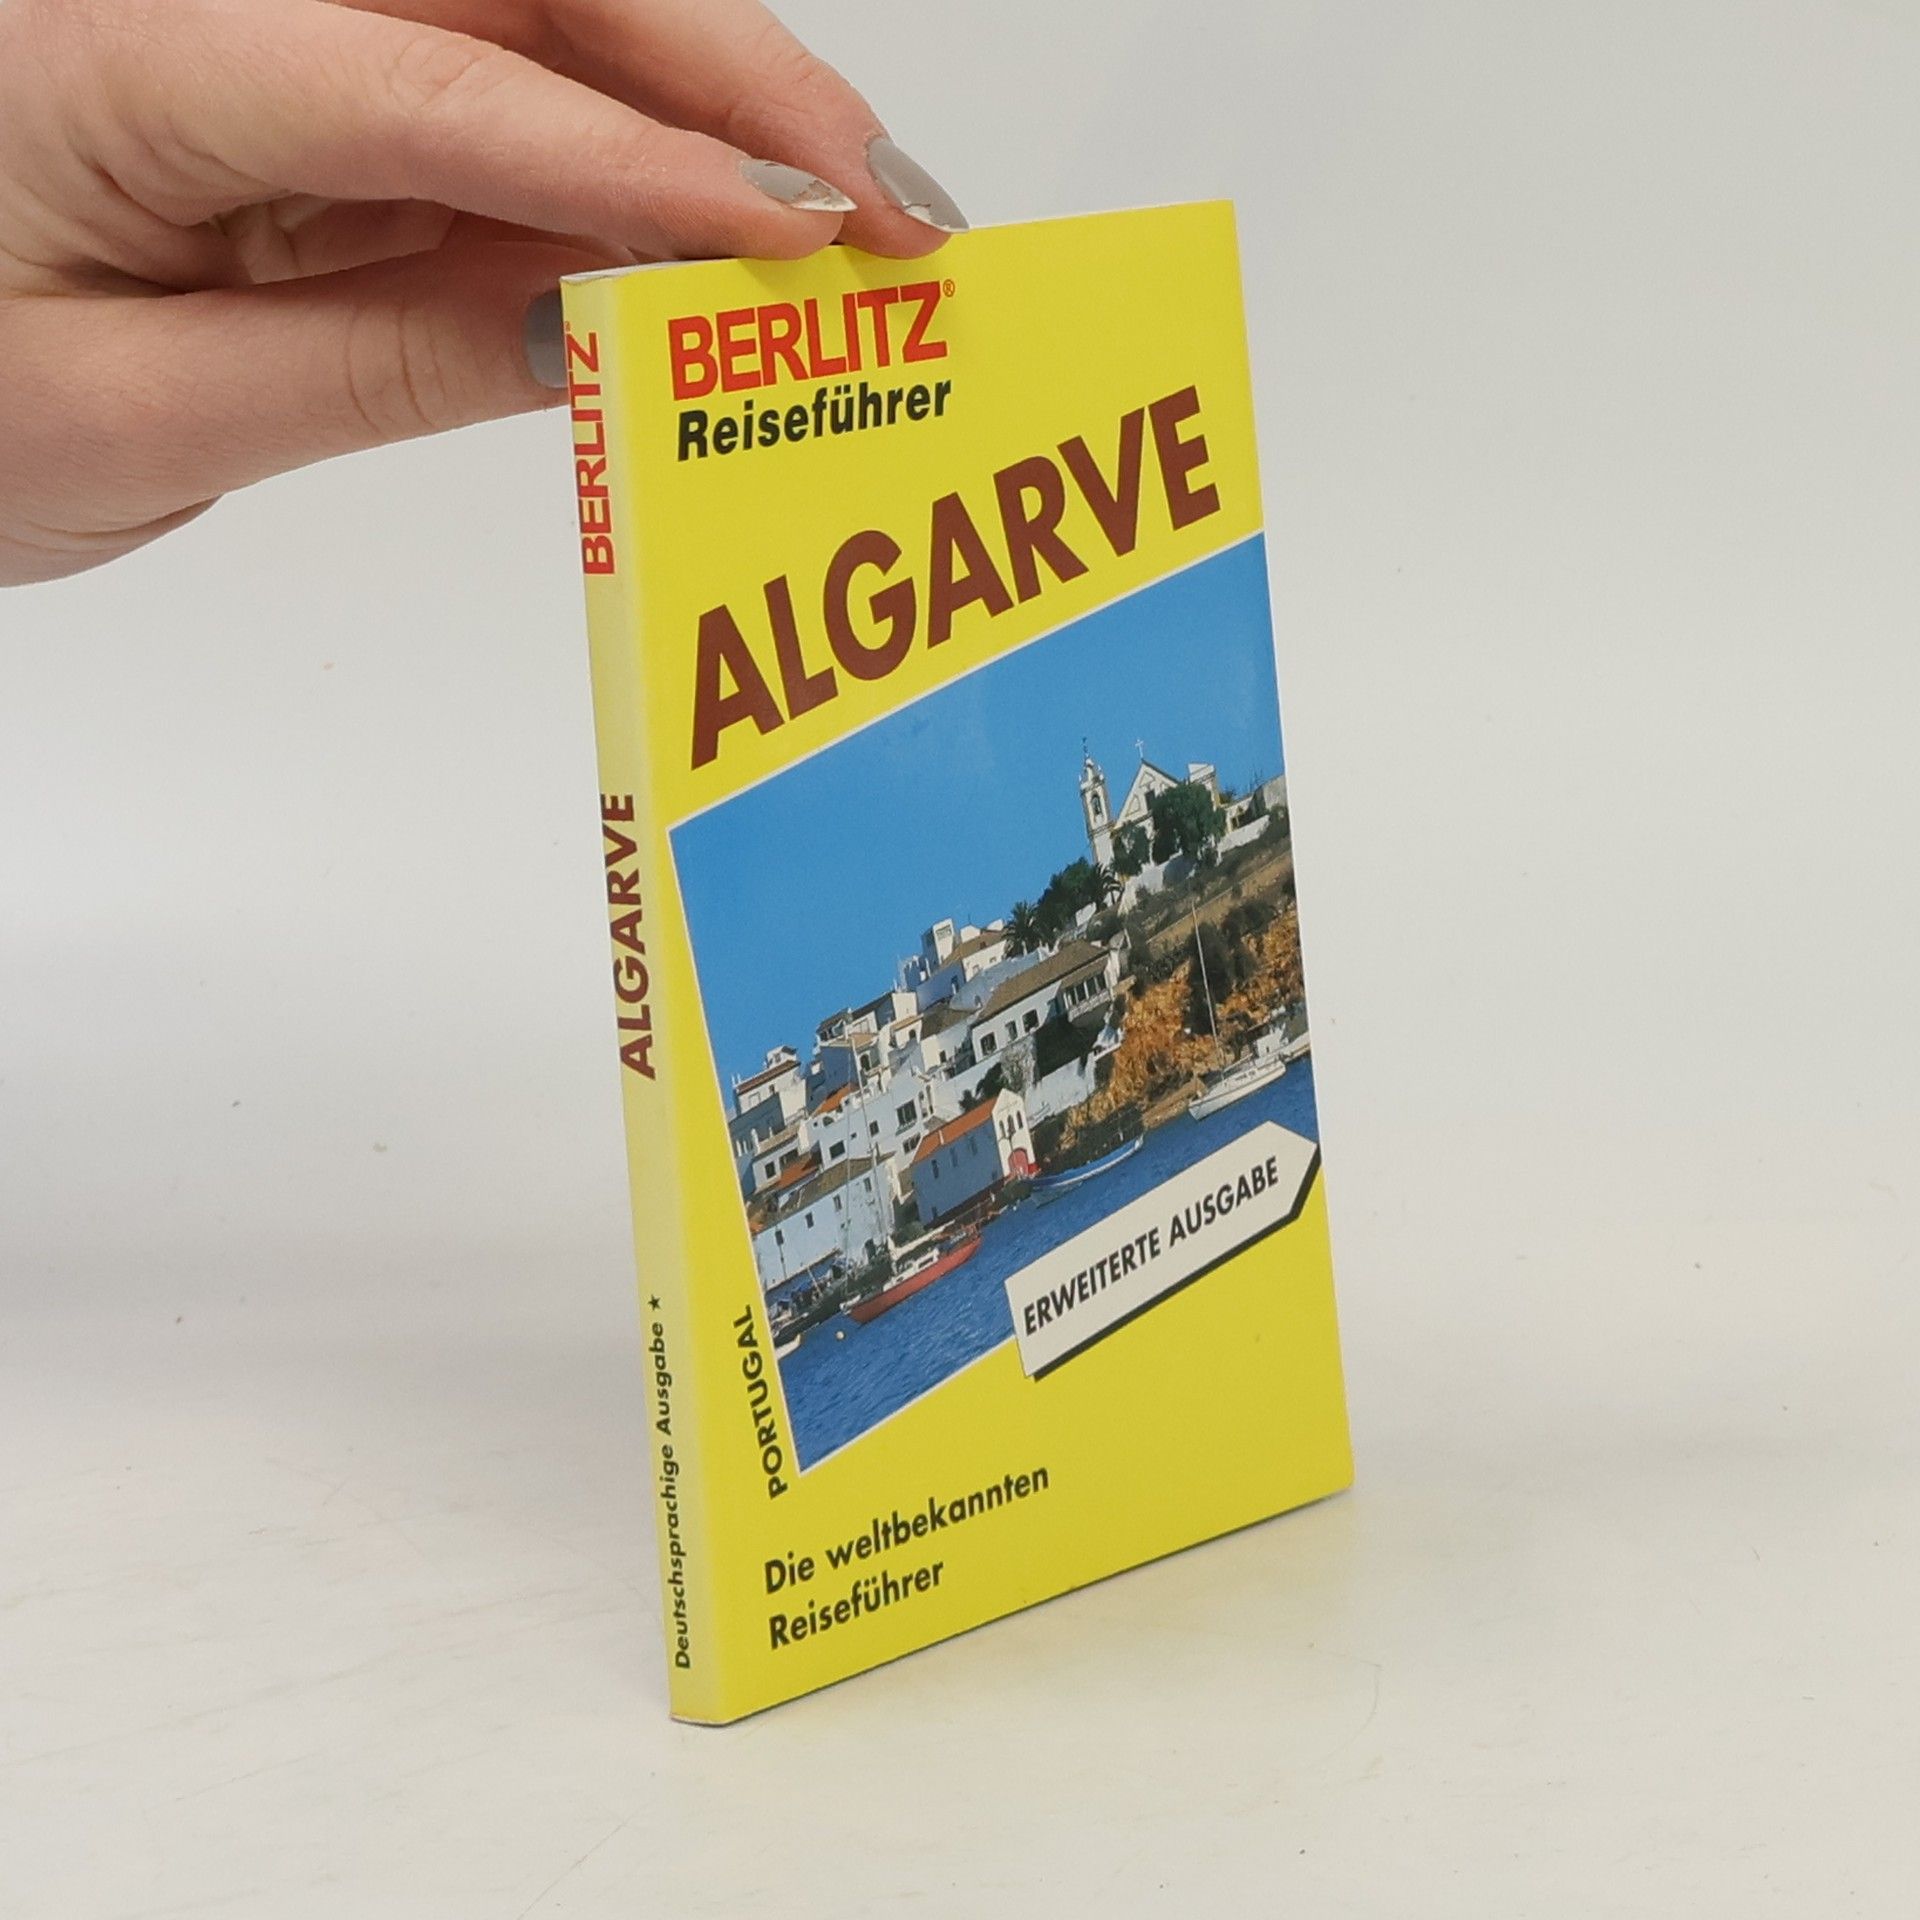 BERLITZ®
Reiseführer
ALGARVE
ERWEITERTE AUSGABE
PORTUGAL
Die weltbekannten
Reiseführer
BERLITZ®
ALGARVE
Deutschsprachige Ausgabe ★